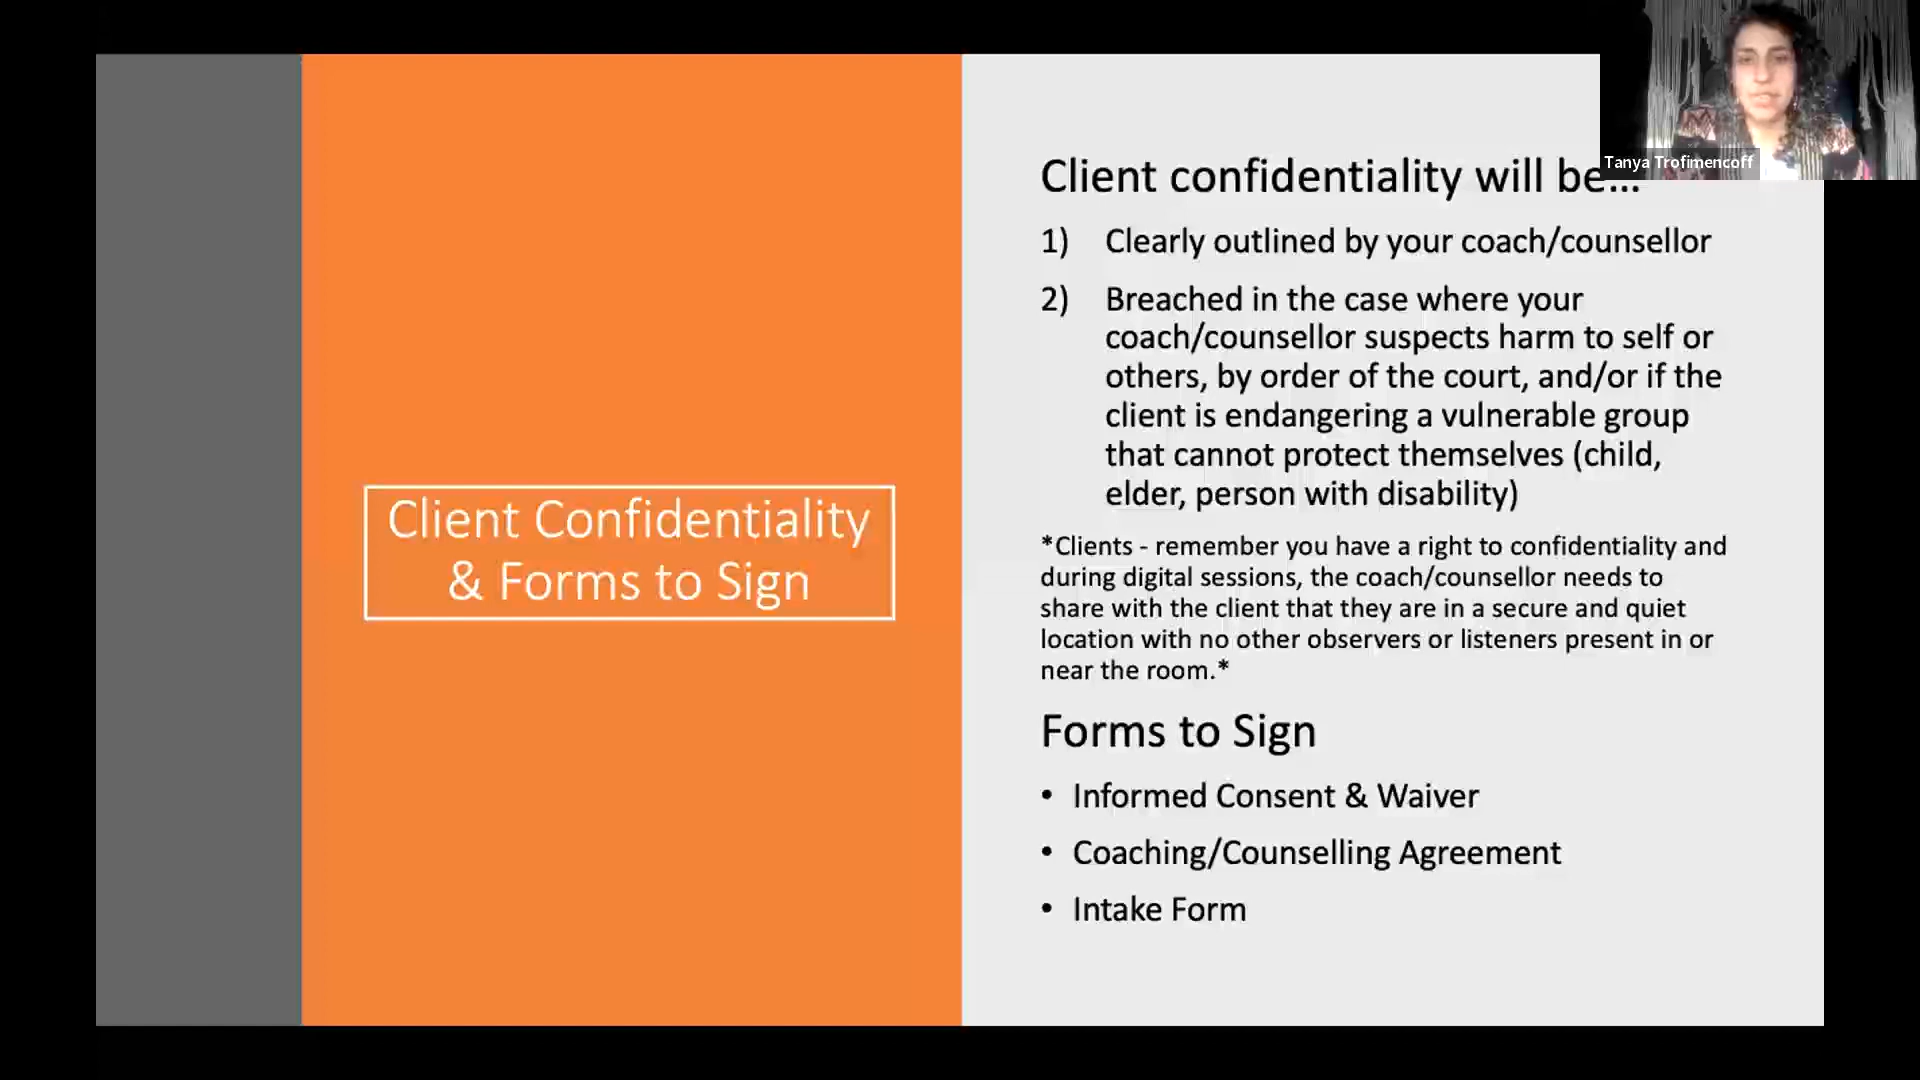 Tanya Trofimencoff
Client Confidentiality
& Forms to Sign
Client confidentiality will be...
1) Clearly outlined by your coach/counsellor
2) Breached in the case where your
coach/counsellor suspects harm to self or
others, by order of the court, and/or if the
client is endangering a vulnerable group
that cannot protect themselves (child,
elder, person with disability)
*Clients - remember you have a right to confidentiality and
during digital sessions, the coach/counsellor needs to
share with the client that they are in a secure and quiet
location with no other observers or listeners present in or
near the room.*
Forms to Sign
• Informed Consent & Waiver
• Coaching/Counselling Agreement
• Intake Form